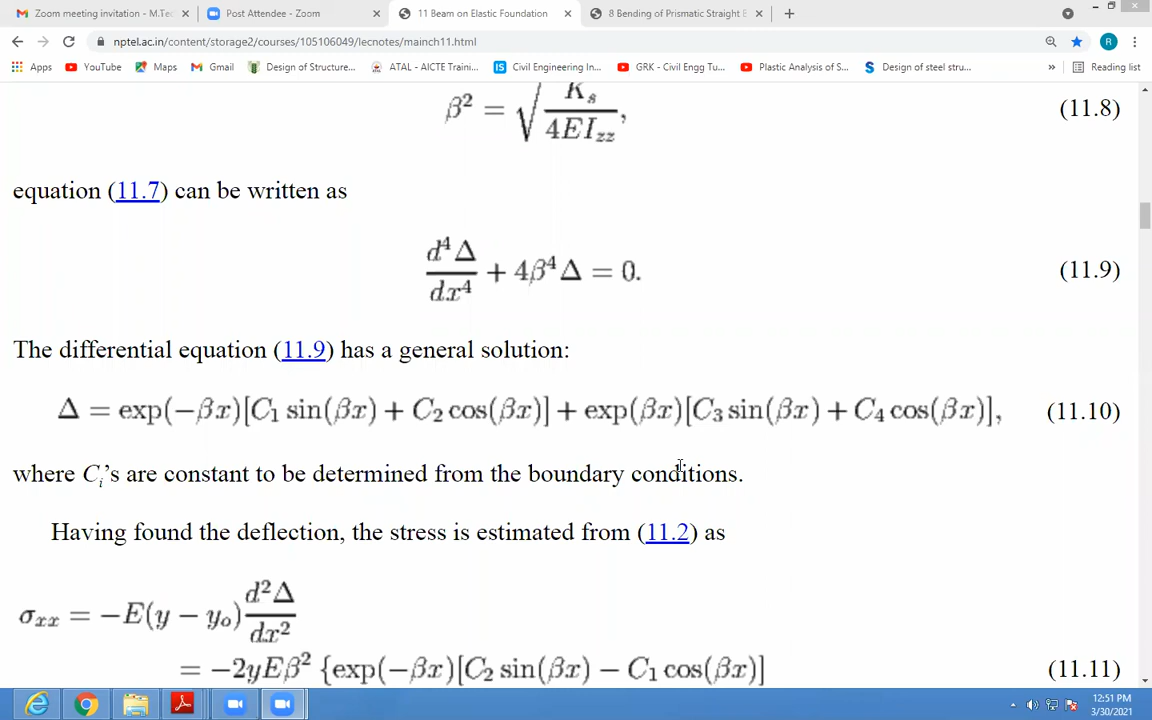 Zoom meeting invitation - M.Tec
Post Attendee - Zoom
11 Beam on Elastic Foundation
8 Bending of Prismatic Straight B
nptel.ac.in/content/storage2/courses/105106049/lecnotes/mainch11.html
R
Apps
YouTube
Maps
Gmail
Design of Structure...
ATAL - AICTE Traini...
IS
Civil Engineering In...
GRK - Civil Engg Tu...
Plastic Analysis of S...
S
Design of steel stru...
»
Reading list
β² = √(Kₛ/4EI_zz), (11.8)
equation (11.7) can be written as
d⁴Δ/dx⁴ + 4β⁴Δ = 0. (11.9)
The differential equation (11.9) has a general solution:
Δ = exp(−βx)[C₁ sin(βx) + C₂ cos(βx)] + exp(βx)[C₃ sin(βx) + C₄ cos(βx)], (11.10)
where Cᵢ's are constant to be determined from the boundary conditions.
Having found the deflection, the stress is estimated from (11.2) as
σₓₓ = −E(y − yₒ) d²Δ/dx²
= −2yEβ² {exp(−βx)[C₂ sin(βx) − C₁ cos(βx)] (11.11)
12:51 PM
3/30/2021